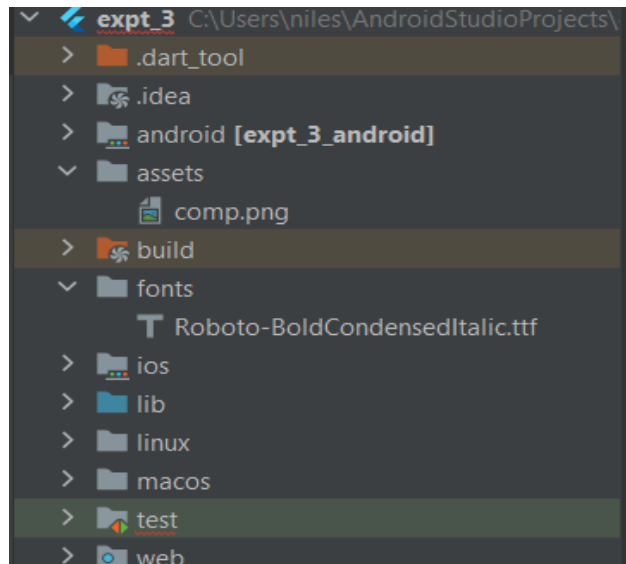 expt_3 C:\Users\niles\AndroidStudioProjects\
.dart_tool
.idea
android [expt_3_android]
assets
comp.png
build
fonts
Roboto-BoldCondensedItalic.ttf
ios
lib
linux
macos
test
web